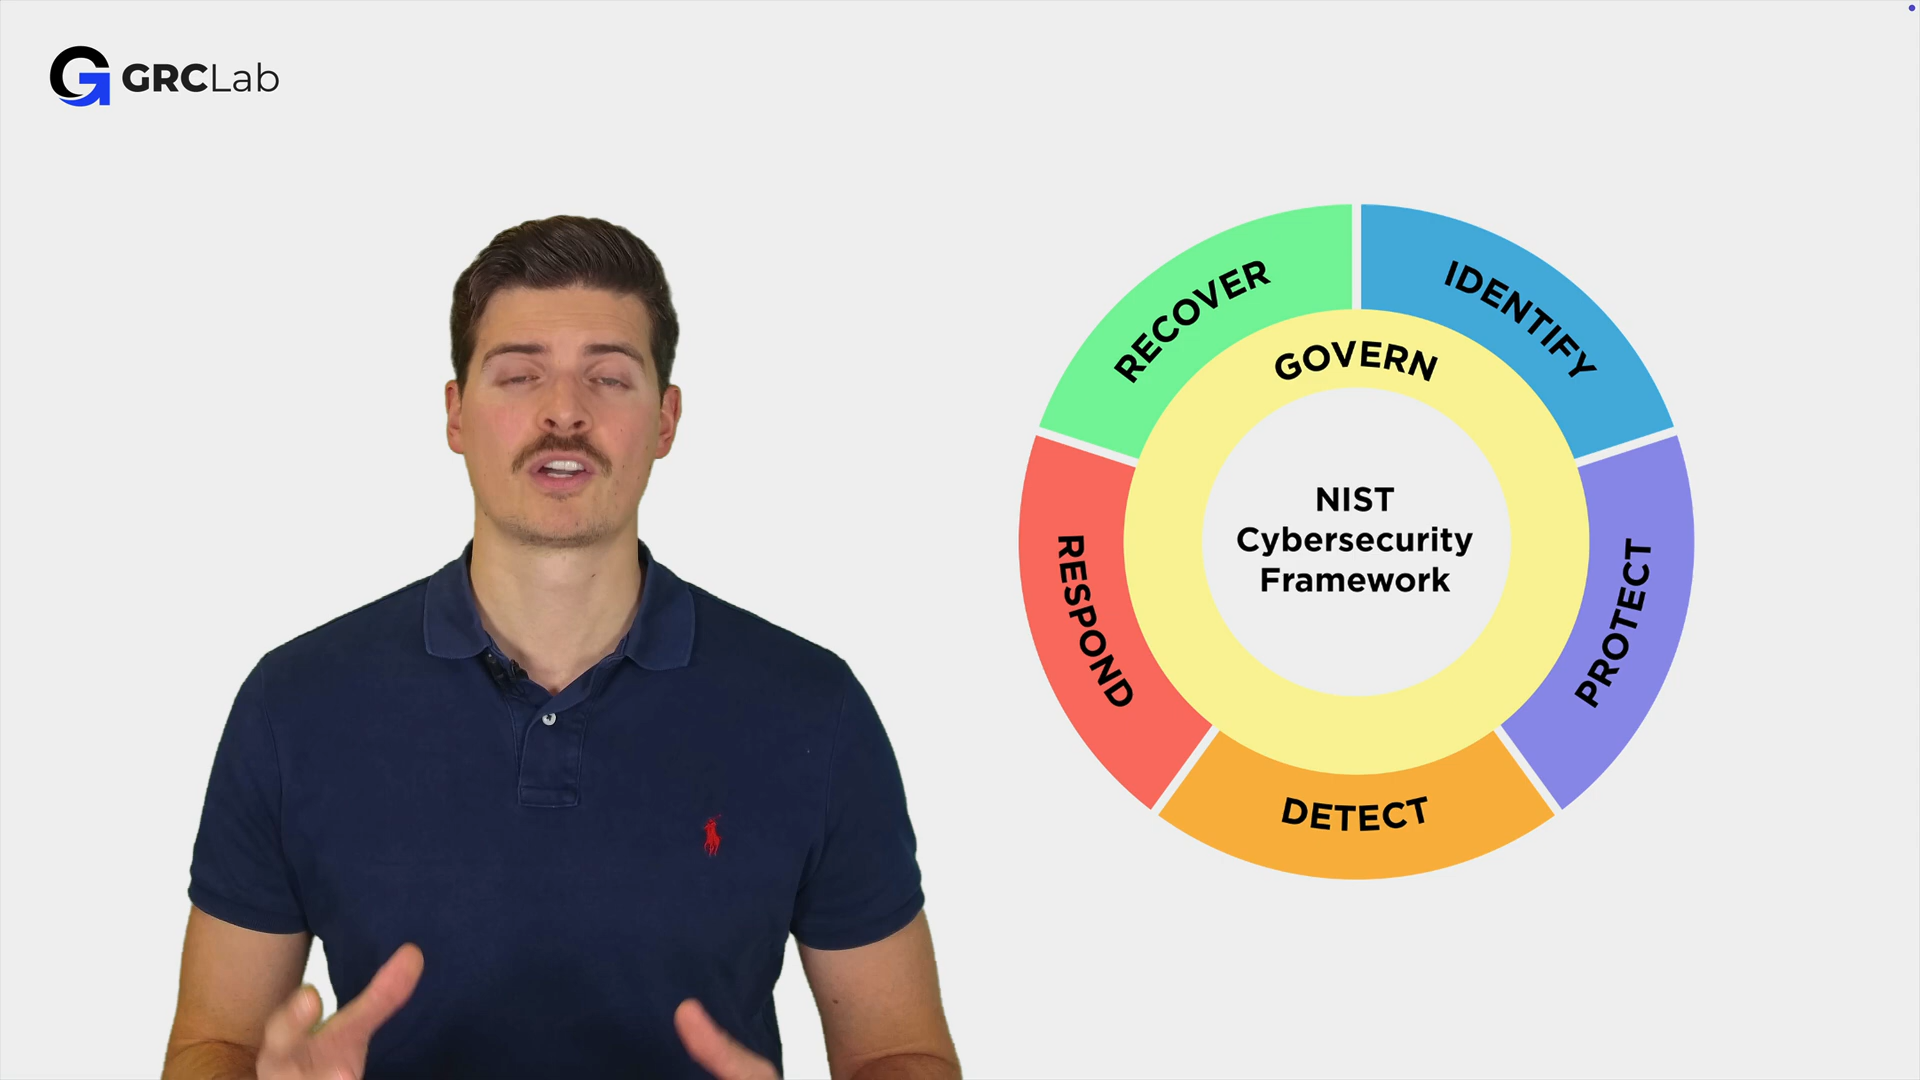 GRCLab
RECOVER
IDENTIFY
GOVERN
NIST
Cybersecurity
Framework
RESPOND
PROTECT
DETECT